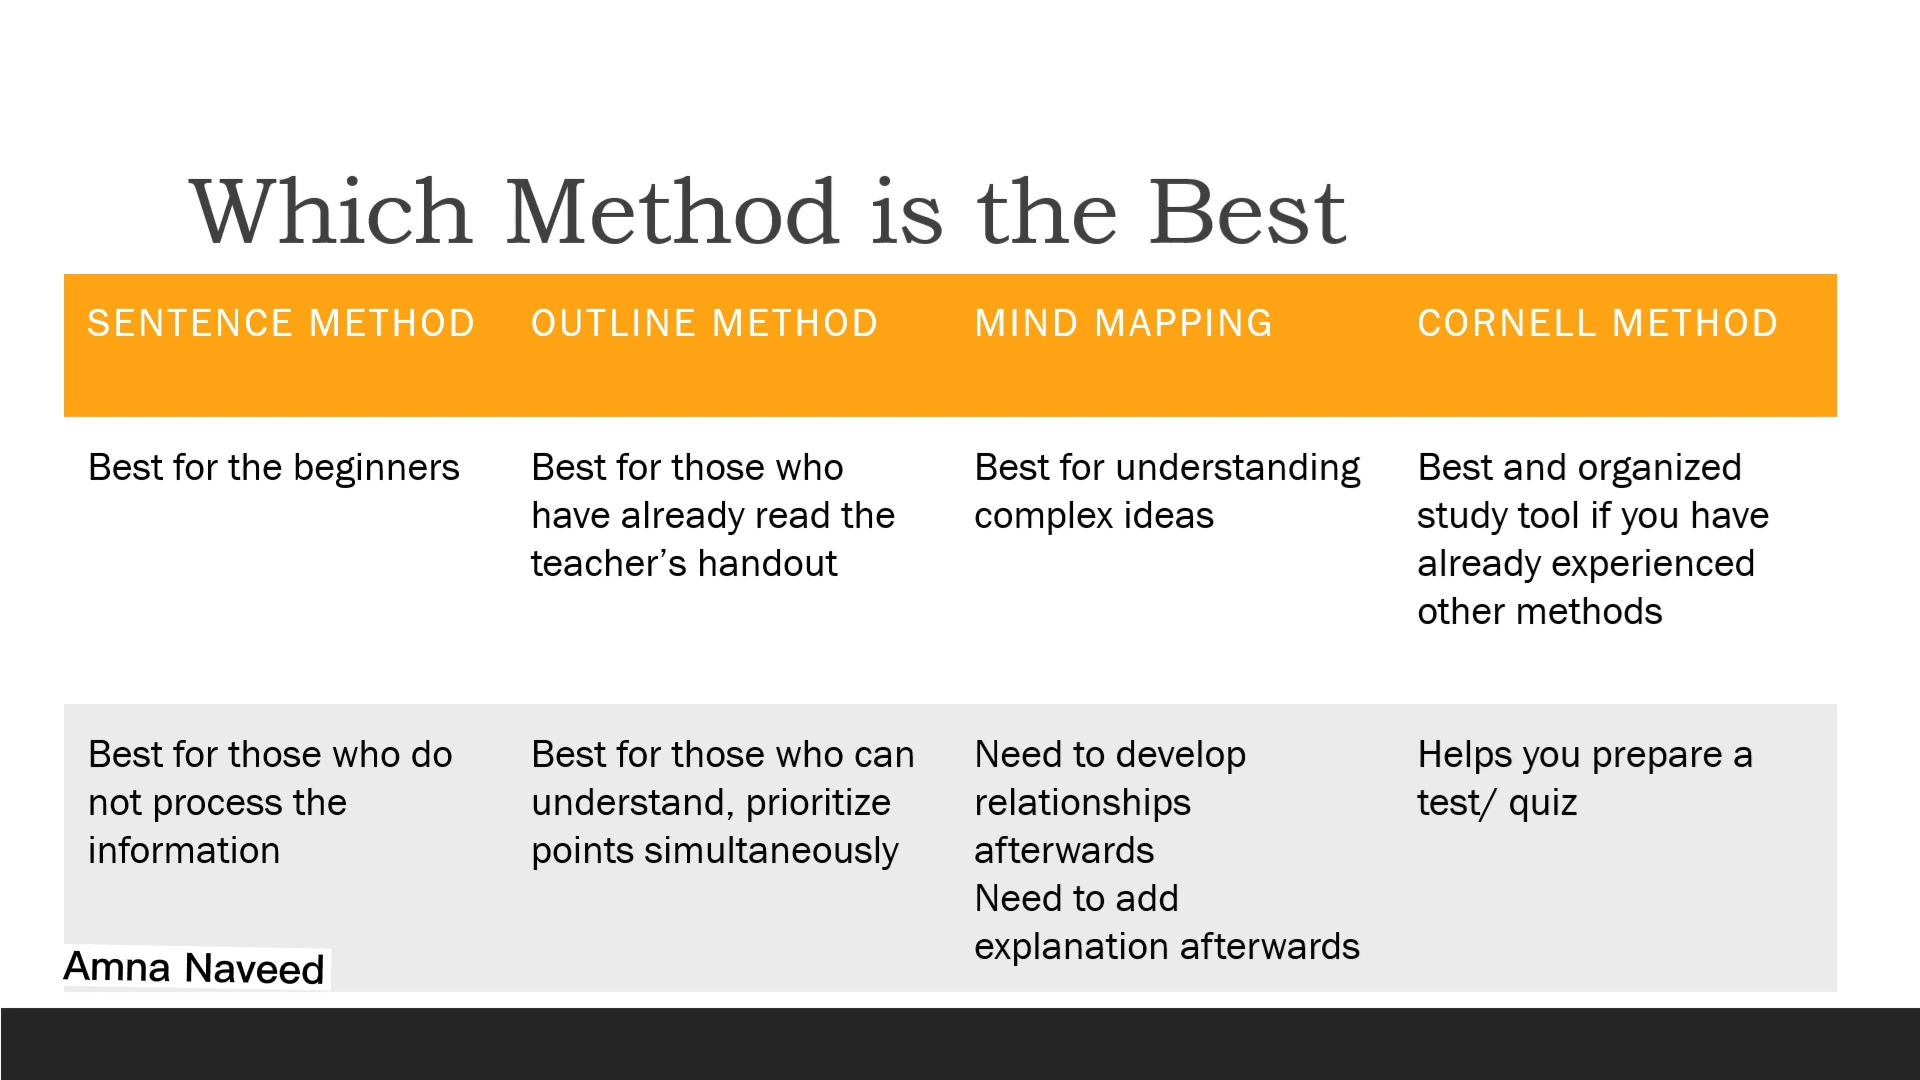 Which Method is the Best
SENTENCE METHOD
OUTLINE METHOD
MIND MAPPING
CORNELL METHOD
Best for the beginners
Best for those who
have already read the
teacher’s handout
Best for understanding
complex ideas
Best and organized
study tool if you have
already experienced
other methods
Best for those who do
not process the
information
Best for those who can
understand, prioritize
points simultaneously
Need to develop
relationships
afterwards
Need to add
explanation afterwards
Helps you prepare a
test/ quiz
Amna Naveed